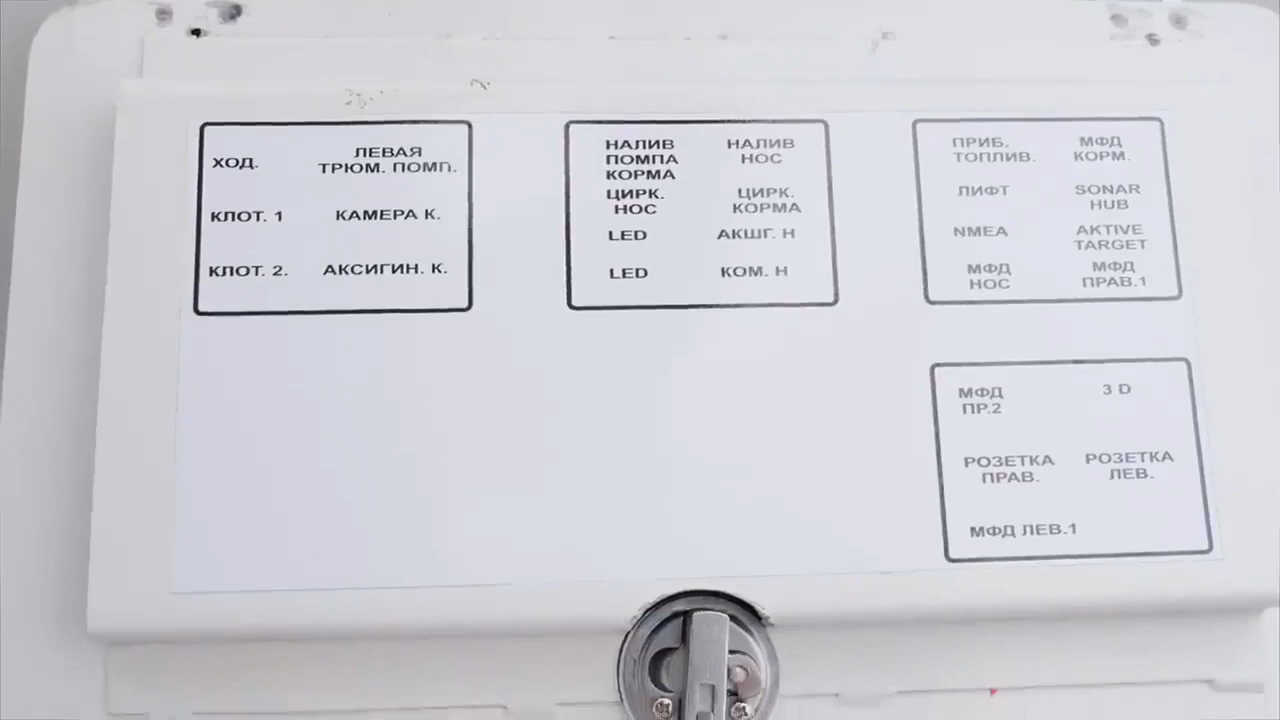 ХОД.
ЛЕВАЯ
ТРЮМ. ПОМП.
КЛОТ. 1
КАМЕРА К.
КЛОТ. 2.
АКСИГИН. К.
НАЛИВ
ПОМПА
КОРМА
НАЛИВ
НОС
ЦИРК.
НОС
ЦИРК.
КОРМА
LED
АКШГ. Н
LED
КОМ. Н
ПРИБ.
ТОПЛИВ.
МФД
КОРМ.
ЛИФТ
SONAR
HUB
NMEA
AKTIVE
TARGET
МФД
НОС
МФД
ПРАВ.1
МФД
ПР.2
3 D
РОЗЕТКА
ПРАВ.
РОЗЕТКА
ЛЕВ.
МФД ЛЕВ.1